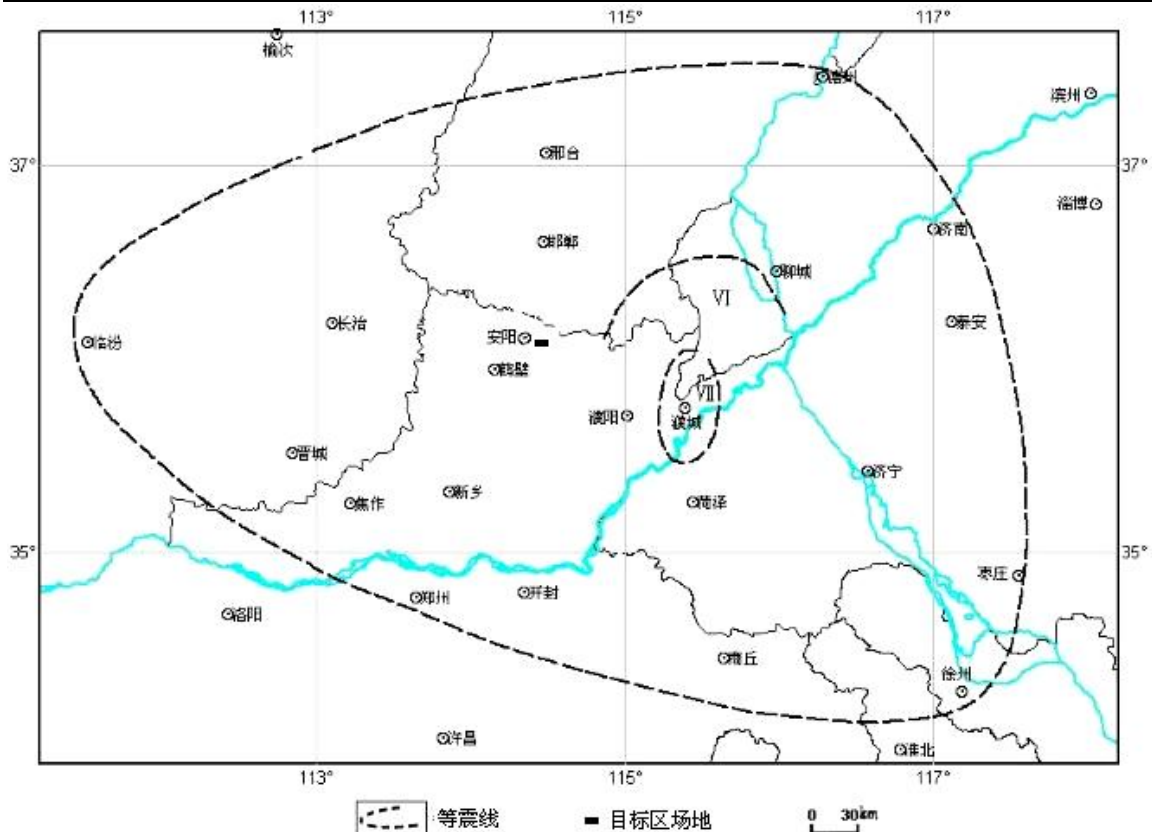 113° 115° 117°
榆次
德州
滨州
37° 37°
邢台
淄博
济南
邯郸
聊城
VI
长治 泰安
安阳
临汾
鹤壁
VII
濮阳 濮城
晋城 济宁
新乡
焦作 菏泽
35° 35°
枣庄
郑州 开封
洛阳
商丘
徐州
许昌 淮北
113° 115° 117°
等震线 目标区场地 0 30km